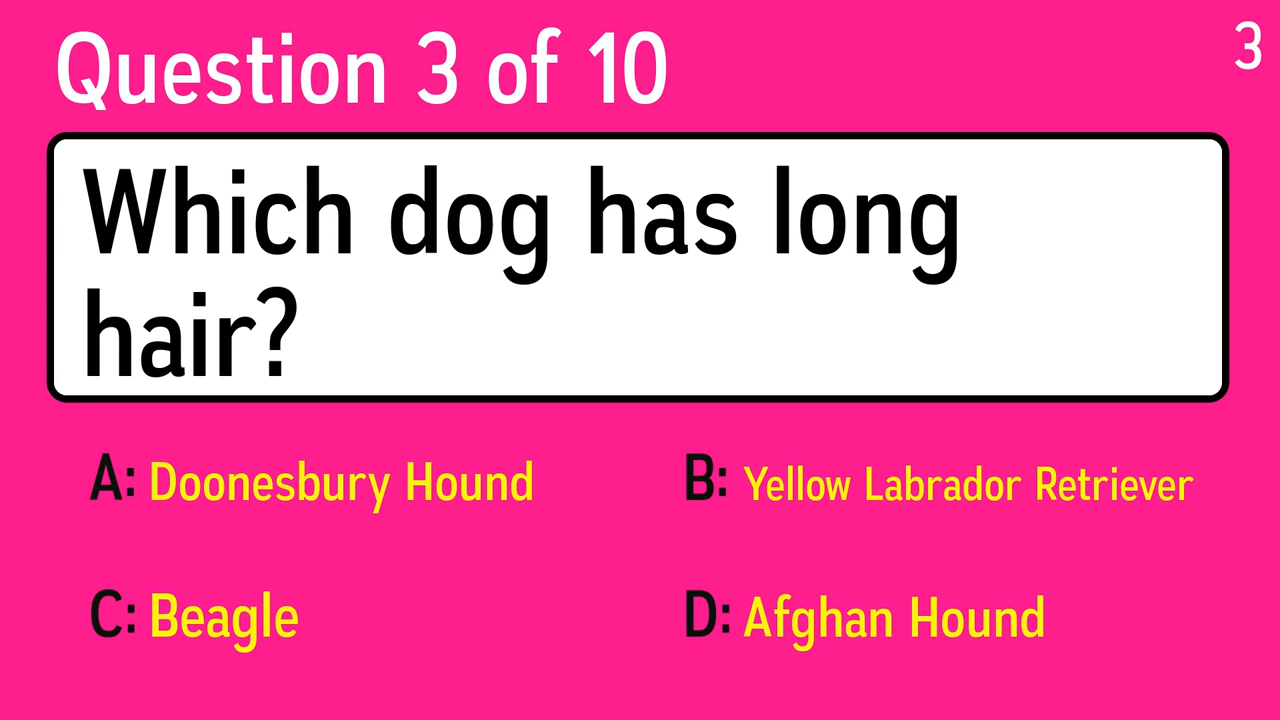 Question 3 of 10
3
Which dog has long
hair?
A: Doonesbury Hound
B: Yellow Labrador Retriever
C: Beagle
D: Afghan Hound